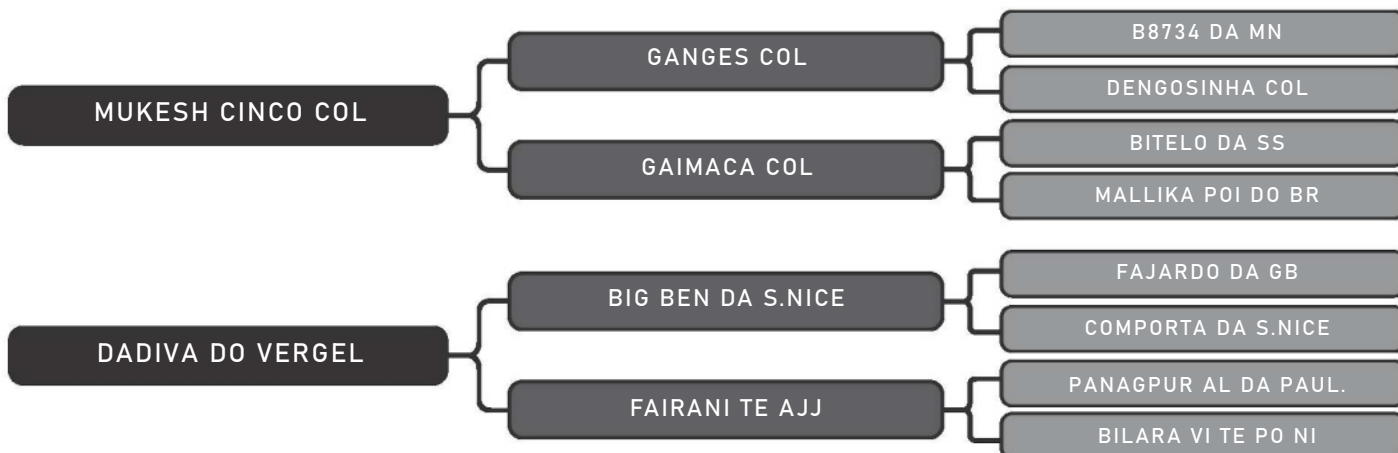 MUKESH CINCO COL
GANGES COL
B8734 DA MN
DENGOSINHA COL
GAIMACA COL
BITELO DA SS
MALLIKA POI DO BR
DADIVA DO VERGEL
BIG BEN DA S.NICE
FAJARDO DA GB
COMPORTA DA S.NICE
FAIRANI TE AJJ
PANAGPUR AL DA PAUL.
BILARA VI TE PO NI